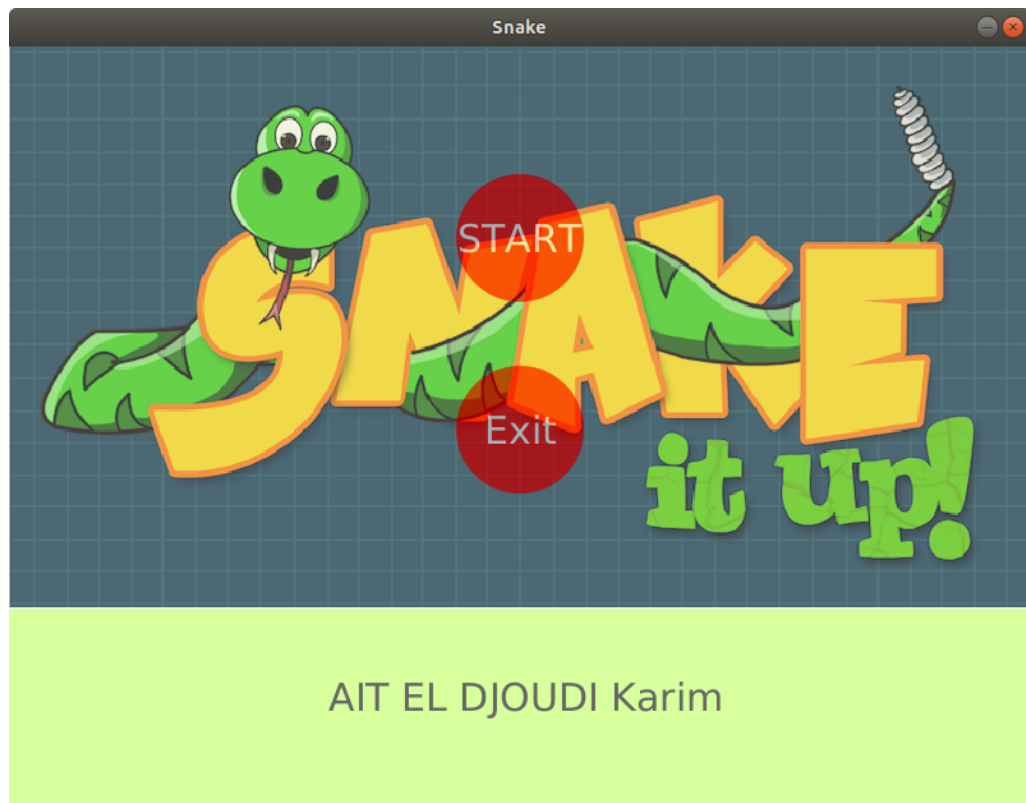 Snake
START
SNAKE
Exit
it up!
AIT EL DJOUDI Karim